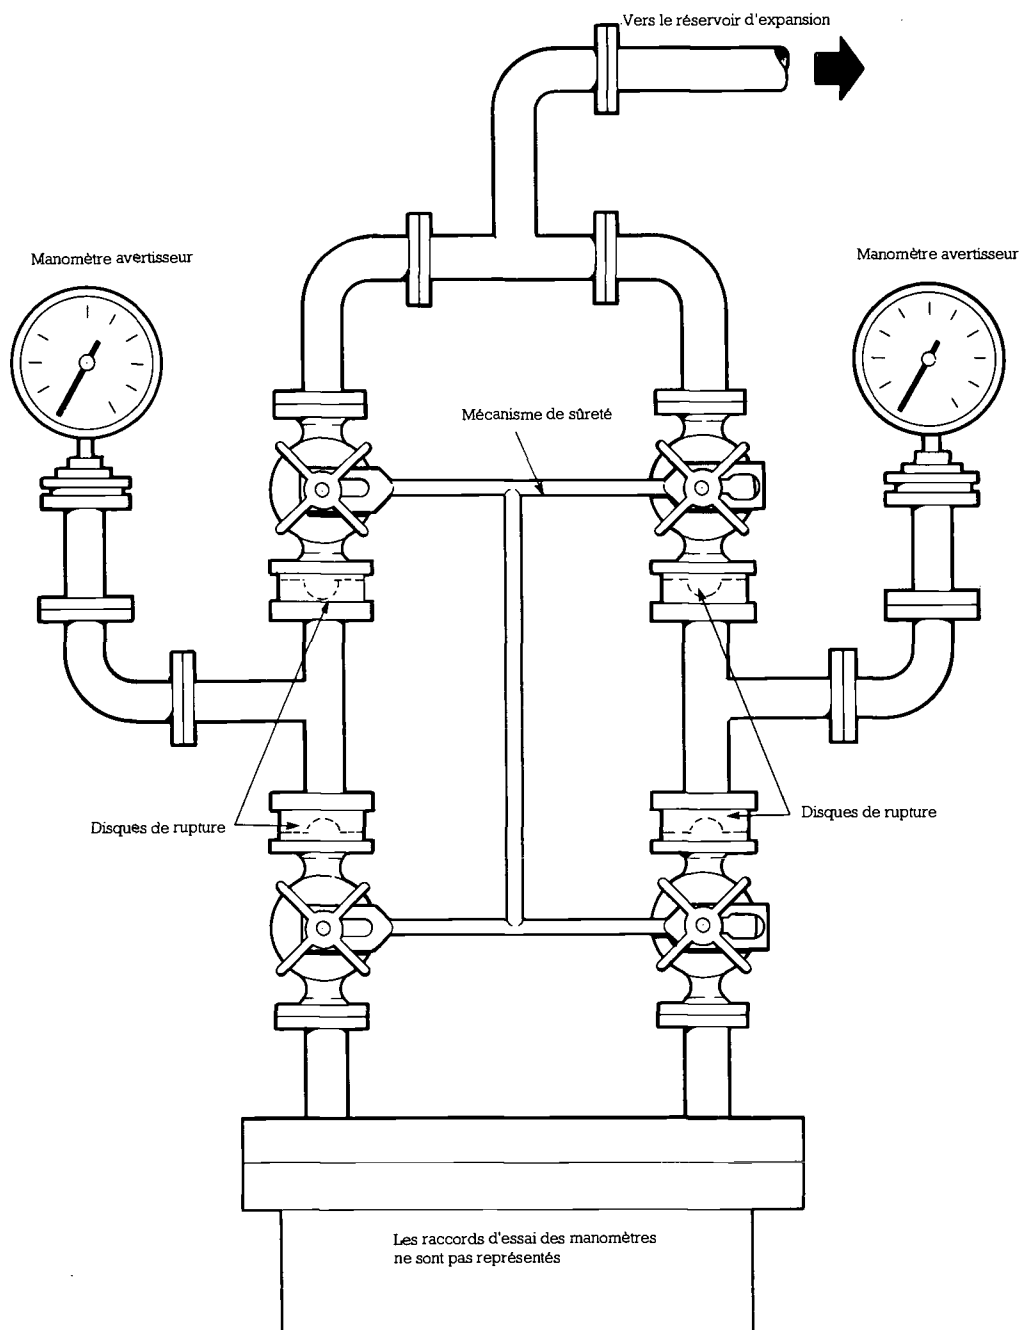 Vers le réservoir d'expansion
Manomètre avertisseur
Manomètre avertisseur
Mécanisme de sûreté
Disques de rupture
Disques de rupture
Les raccords d'essai des manomètres
ne sont pas représentés